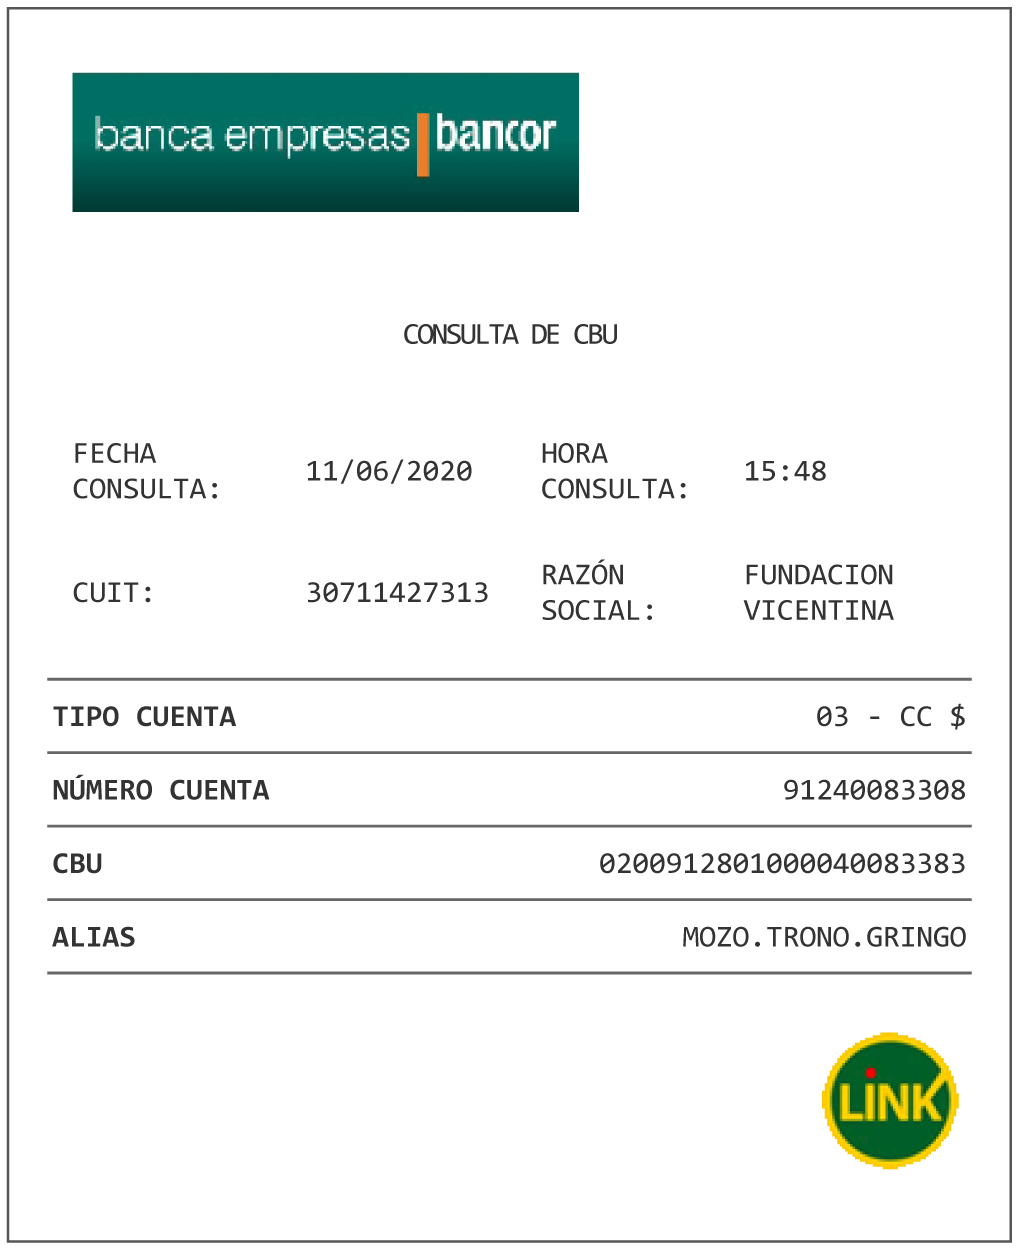 banca empresas bancor
CONSULTA DE CBU
FECHA CONSULTA: 11/06/2020 HORA CONSULTA: 15:48
CUIT: 30711427313 RAZÓN SOCIAL: FUNDACION VICENTINA
TIPO CUENTA 03 - CC $
NÚMERO CUENTA 91240083308
CBU 0200912801000040083383
ALIAS MOZO.TRONO.GRINGO
LINK